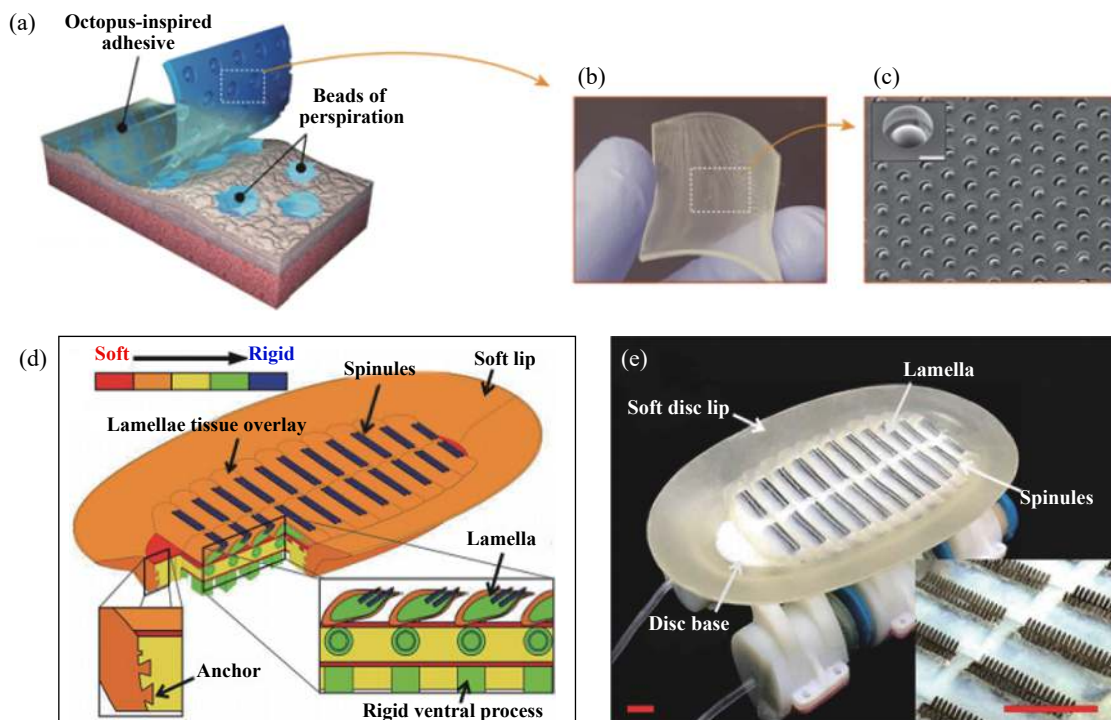 (a)
Octopus-inspired
adhesive
Beads of
perspiration
(b)
(c)
(d)
Soft
Rigid
Spinules
Soft lip
Lamellae tissue overlay
Lamella
Anchor
Rigid ventral process
(e)
Lamella
Soft disc lip
Spinules
Disc base